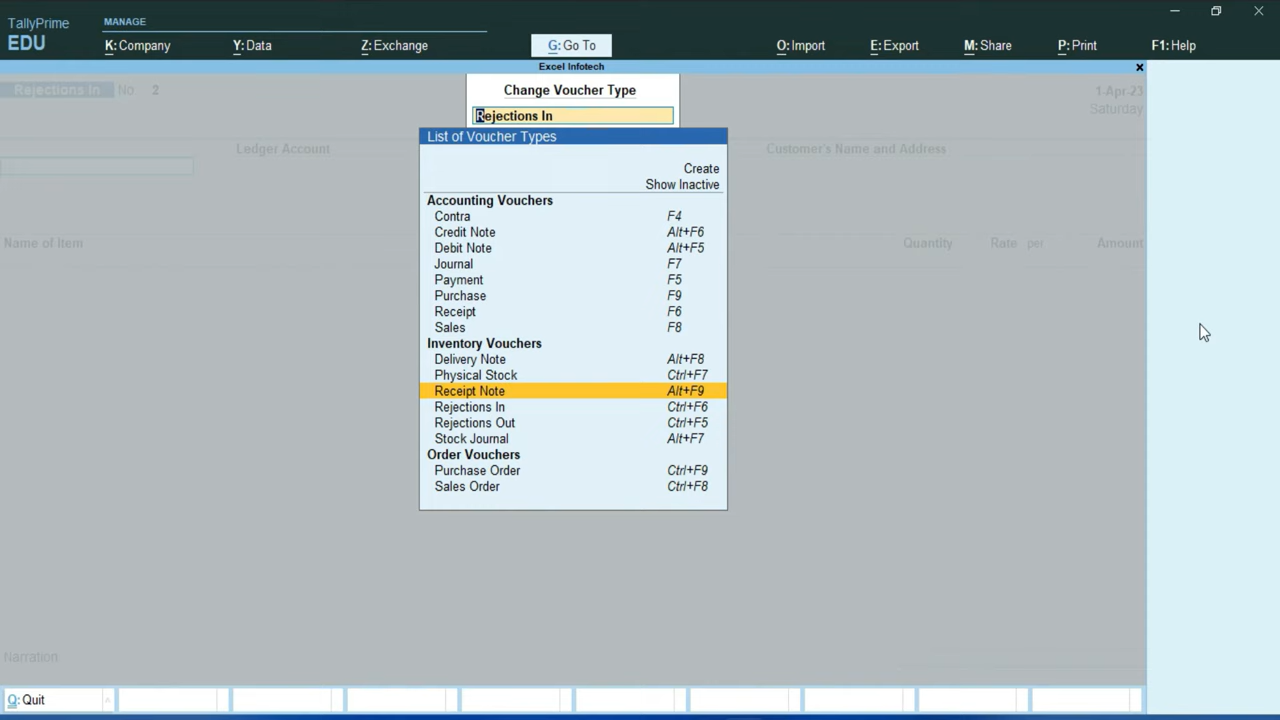 TallyPrime
EDU
MANAGE
K: Company
Y: Data
Z: Exchange
G: Go To
O: Import
E: Export
M: Share
P: Print
F1: Help
Excel Infotech
Rejections In No. 2
1-Apr-23
Saturday
Change Voucher Type
Rejections In
Ledger Account
Customer's Name and Address
List of Voucher Types
Create
Show Inactive
Accounting Vouchers
Contra F4
Credit Note Alt+F6
Debit Note Alt+F5
Journal F7
Payment F5
Purchase F9
Receipt F6
Sales F8
Inventory Vouchers
Delivery Note Alt+F8
Physical Stock Ctrl+F7
Receipt Note Alt+F9
Rejections In Ctrl+F6
Rejections Out Ctrl+F5
Stock Journal Alt+F7
Order Vouchers
Purchase Order Ctrl+F9
Sales Order Ctrl+F8
Name of Item
Quantity Rate per Amount
Narration:
Q: Quit